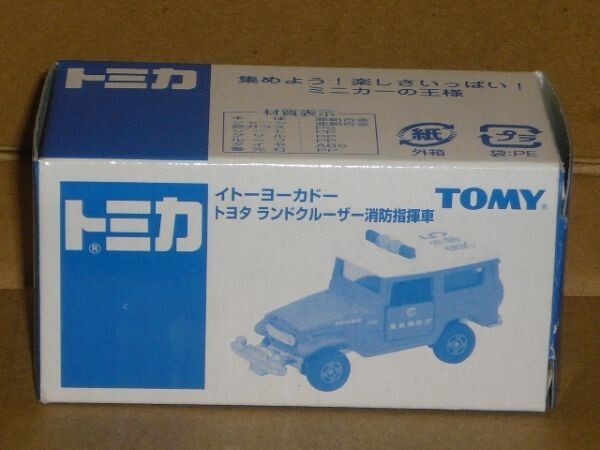 トミカ
集めよう!楽しさいっぱい!
ミニカーの王様
材質表示
紙
外箱
プラ
袋:PE
トミカ®
イトーヨーカドー
トヨタ ランドクルーザー消防指揮車
TOMY®